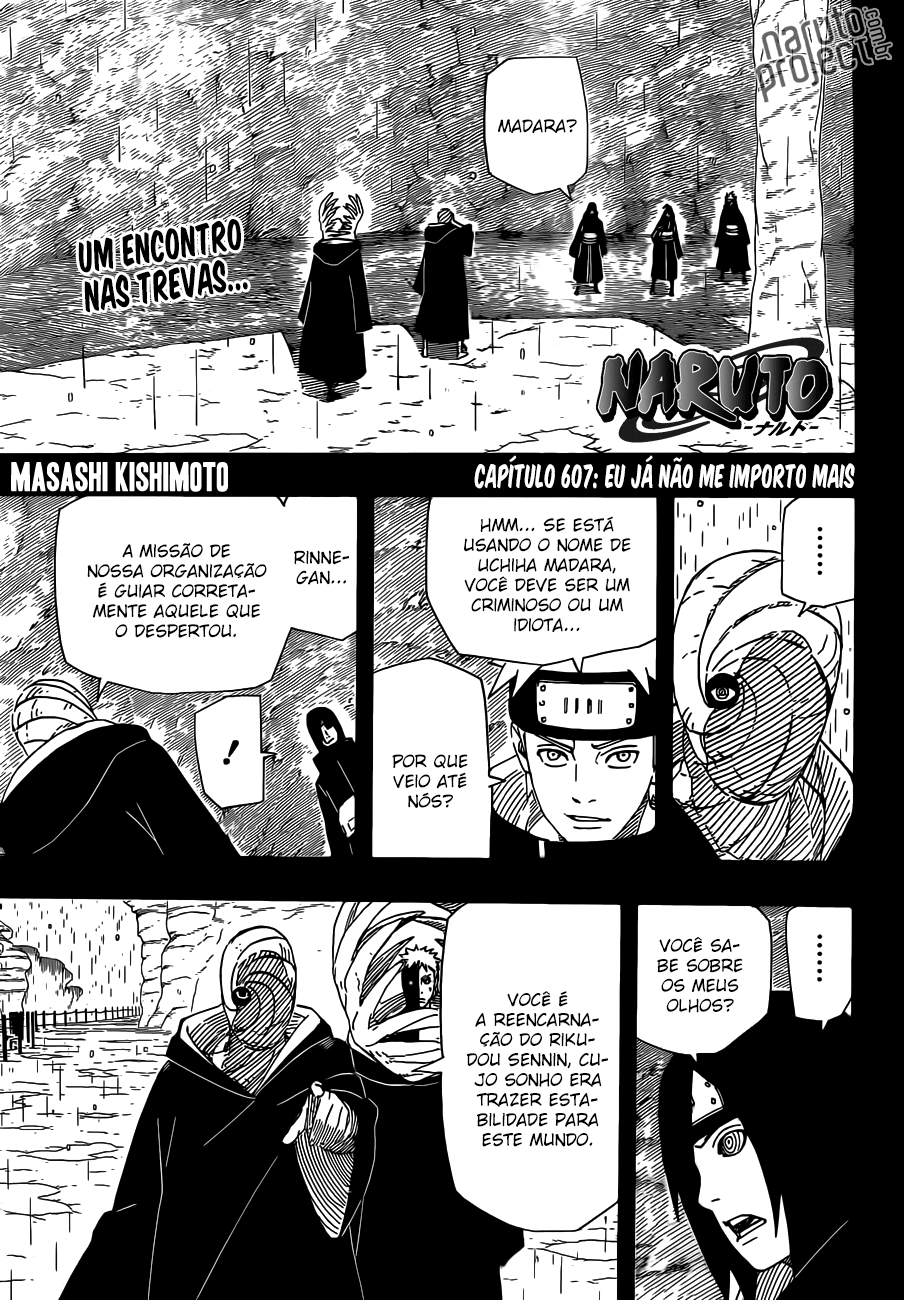 naruto
project
.com.br
MADARA?
UM ENCONTRO
NAS TREVAS...
NARUTO
-ナルト-
MASASHI KISHIMOTO
CAPÍTULO 607: EU JÁ NÃO ME IMPORTO MAIS
......
HMM... SE ESTÁ
USANDO O NOME DE
UCHIHA MADARA,
VOCÊ DEVE SER UM
CRIMINOSO OU UM
IDIOTA...
POR QUE
VEIO ATÉ
NÓS?
RINNE-
GAN...
A MISSÃO DE
NOSSA ORGANIZAÇÃO
É GUIAR CORRETA-
MENTE AQUELE QUE
O DESPERTOU.
!
......
VOCÊ SA-
BE SOBRE
OS MEUS
OLHOS?
VOCÊ É
A REENCARNA-
ÇÃO DO RIKU-
DOU SENNIN, CU-
JO SONHO ERA
TRAZER ESTA-
BILIDADE PARA
ESTE MUNDO.